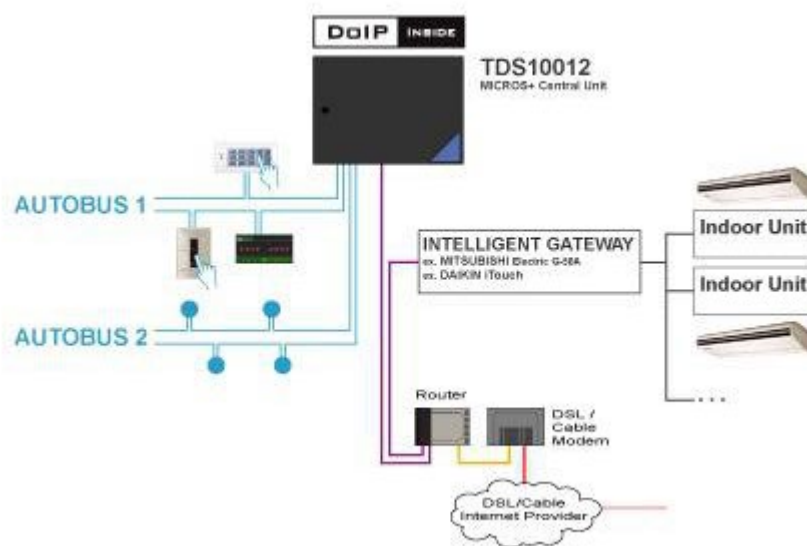 DoIP INSIDE
TDS10012
MICROS+ Central Unit
AUTOBUS 1
INTELLIGENT GATEWAY
ex. MITSUBISHI Electric G-50A
ex. DAIKIN iTouch
Indoor Unit
Indoor Unit
AUTOBUS 2
...
Router
DSL /
Cable
Modem
DSL/Cable
Internet Provider